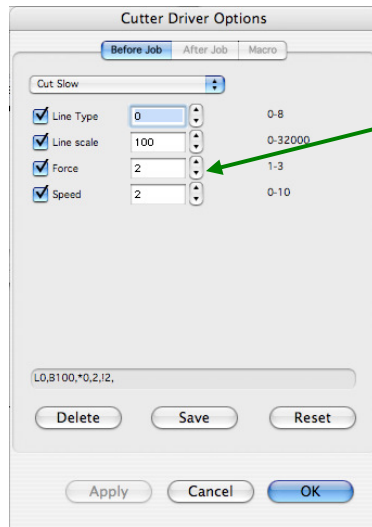 Cutter Driver Options
Before Job After Job Macro
Cut Slow
Line Type 0 0-8
Line scale 100 0-32000
Force 2 1-3
Speed 2 0-10
L0,B100,*0,2,!2,
Delete Save Reset
Apply Cancel OK